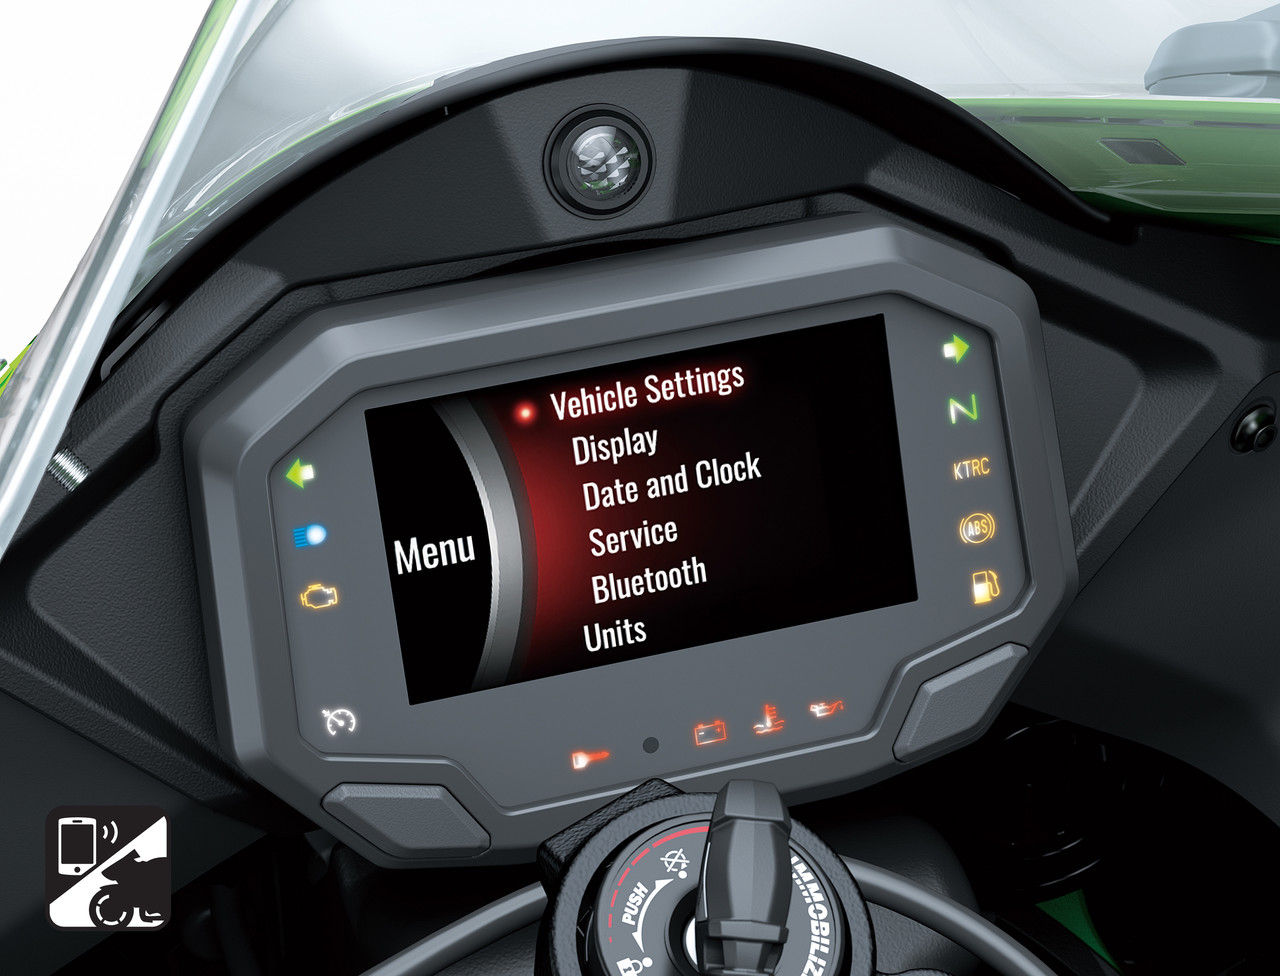 Menu
Vehicle Settings
Display
Date and Clock
Service
Bluetooth
Units
N
KTRC
ABS
PUSH
IMMOBILIZ